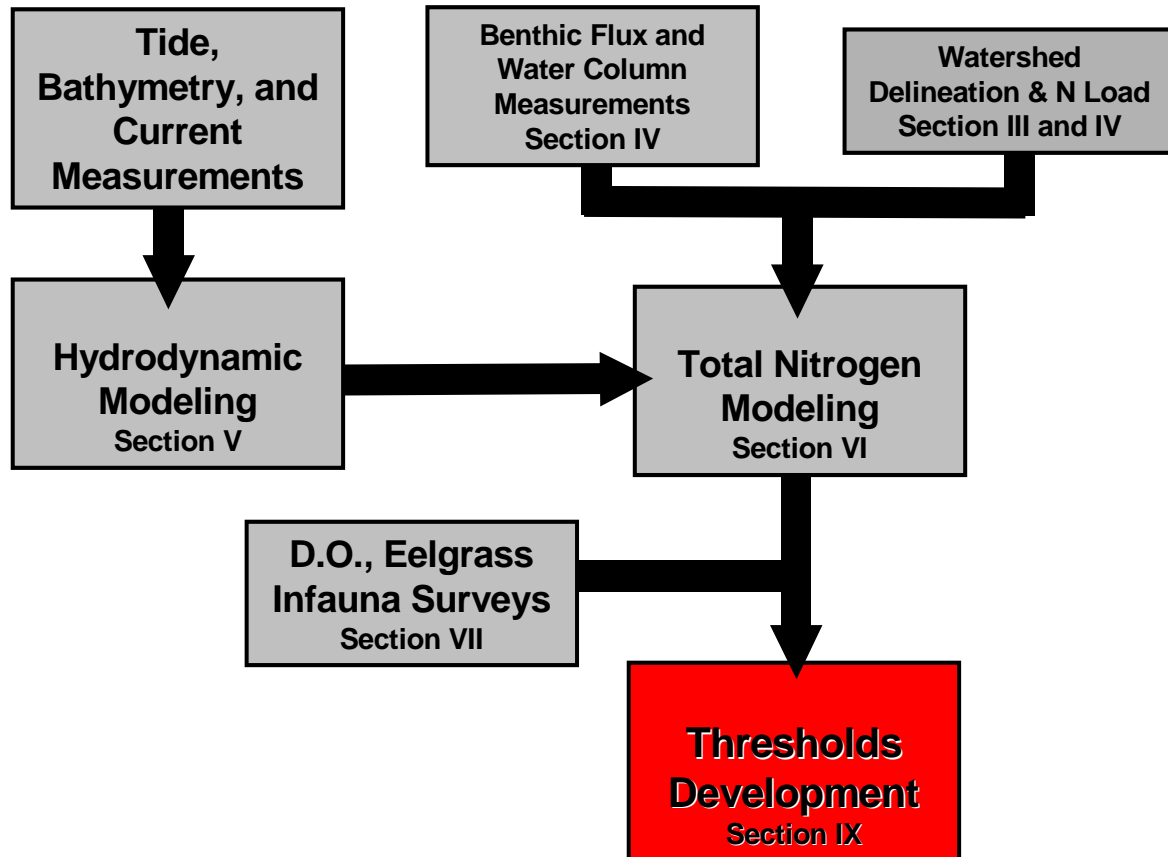 Tide,
Bathymetry, and
Current
Measurements
Benthic Flux and
Water Column
Measurements
Section IV
Watershed
Delineation & N Load
Section III and IV
Hydrodynamic
Modeling
Section V
Total Nitrogen
Modeling
Section VI
D.O., Eelgrass
Infauna Surveys
Section VII
Thresholds
Development
Section IX